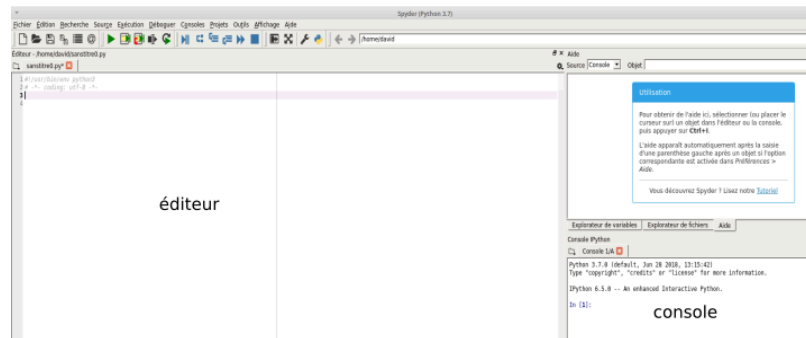 Spyder (Python 3.7)
Fichier Édition Recherche Source Exécution Déboguer Consoles Projets Outils Affichage Aide
/home/david
Éditeur - /home/david/sanstitre0.py
sanstitre0.py*
1 #!/usr/bin/env python3
2 # -*- coding: utf-8 -*-
3
4
éditeur
Aide
Source Console Objet
Utilisation
Pour obtenir de l'aide ici, sélectionner (ou placer le
curseur sur) un objet dans l'éditeur ou la console,
puis appuyer sur Ctrl+I.
L'aide apparaît automatiquement après la saisie
d'une parenthèse gauche après un objet si l'option
correspondante est activée dans Préférences >
Aide.
Vous découvrez Spyder ? Lisez notre Tutoriel
Explorateur de variables Explorateur de fichiers Aide
Console IPython
Console 1/A
Python 3.7.0 (default, Jun 28 2018, 13:15:42)
Type "copyright", "credits" or "license" for more information.
IPython 6.5.0 -- An enhanced Interactive Python.
In [1]:
console